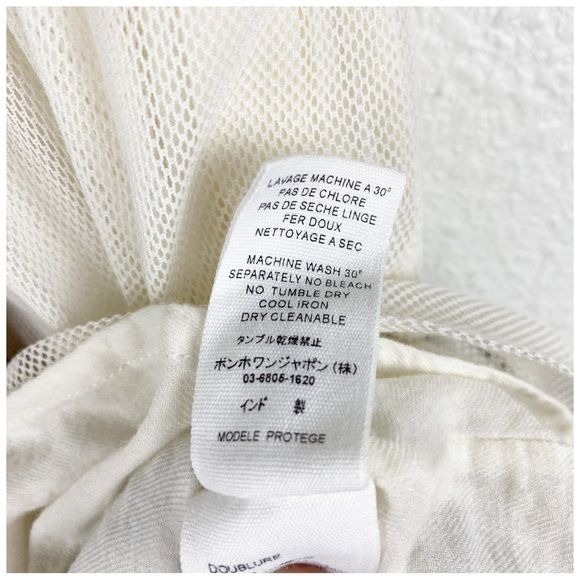 LAVAGE MACHINE A 30°
PAS DE CHLORE
PAS DE SECHE LINGE
FER DOUX
NETTOYAGE A SEC
MACHINE WASH 30°
SEPARATELY NO BLEACH
NO TUMBLE DRY
COOL IRON
DRY CLEANABLE
タンブル乾燥禁止
ボンホワンジャポン(株)
03-6805-1620
インド 製
MODELE PROTEGE
DOUBLURE